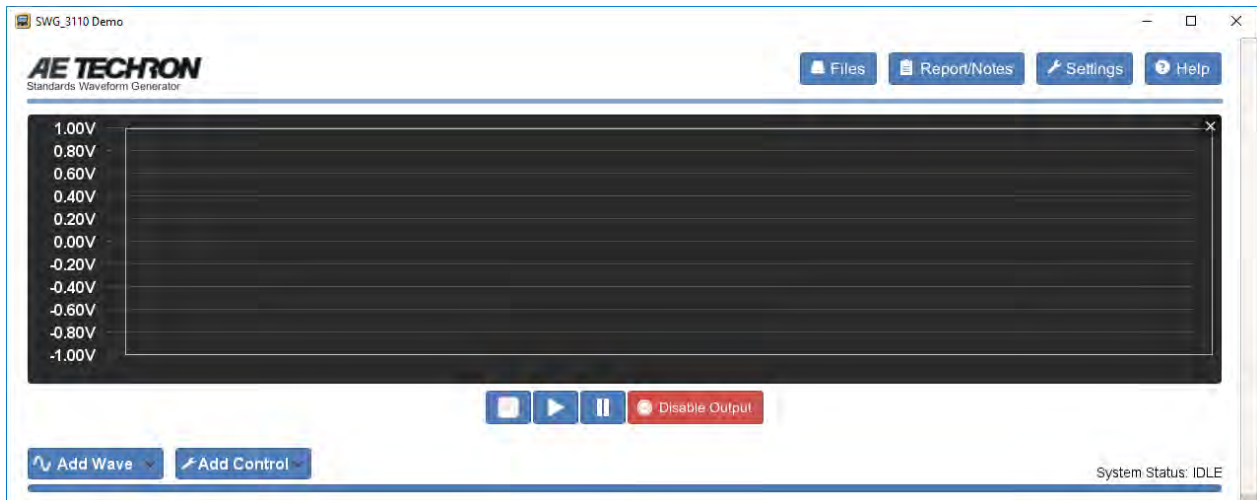 SWG_3110 Demo
AE TECHRON
Standards Waveform Generator
Files
Report/Notes
Settings
Help
1.00V
0.80V
0.60V
0.40V
0.20V
0.00V
-0.20V
-0.40V
-0.60V
-0.80V
-1.00V
Disable Output
Add Wave
Add Control
System Status: IDLE